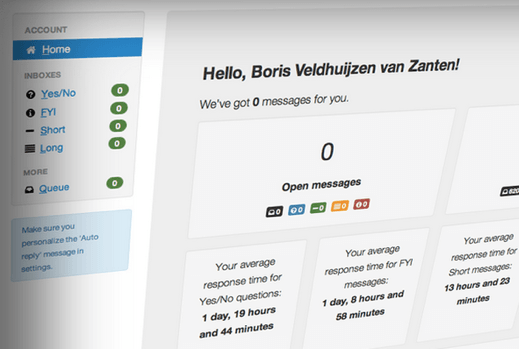 ACCOUNT
Home
INBOXES
Yes/No 0
FYI 0
Short 0
Long 0
MORE
Queue 0
Make sure you
personalize the 'Auto
reply' message in
settings.
Hello, Boris Veldhuijzen van Zanten!
We've got 0 messages for you.
0
Open messages
0 0 0 0 0
Your average
response time for
Yes/No questions:
1 day, 19 hours
and 44 minutes
Your average
response time for FYI
messages:
1 day, 8 hours and
58 minutes
Your average
response time for
Short messages:
13 hours and 23
minutes